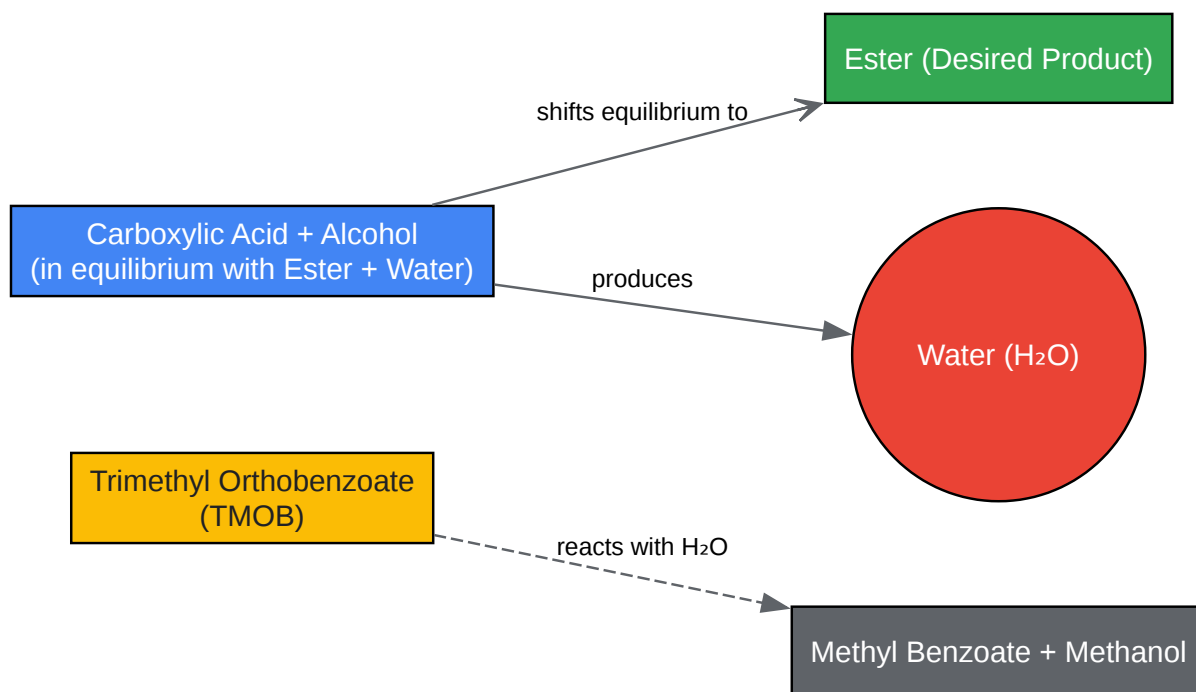 Ester (Desired Product)
shifts equilibrium to
Carboxylic Acid + Alcohol
(in equilibrium with Ester + Water)
produces
Water (H₂O)
Trimethyl Orthobenzoate
(TMOB)
reacts with H₂O
Methyl Benzoate + Methanol